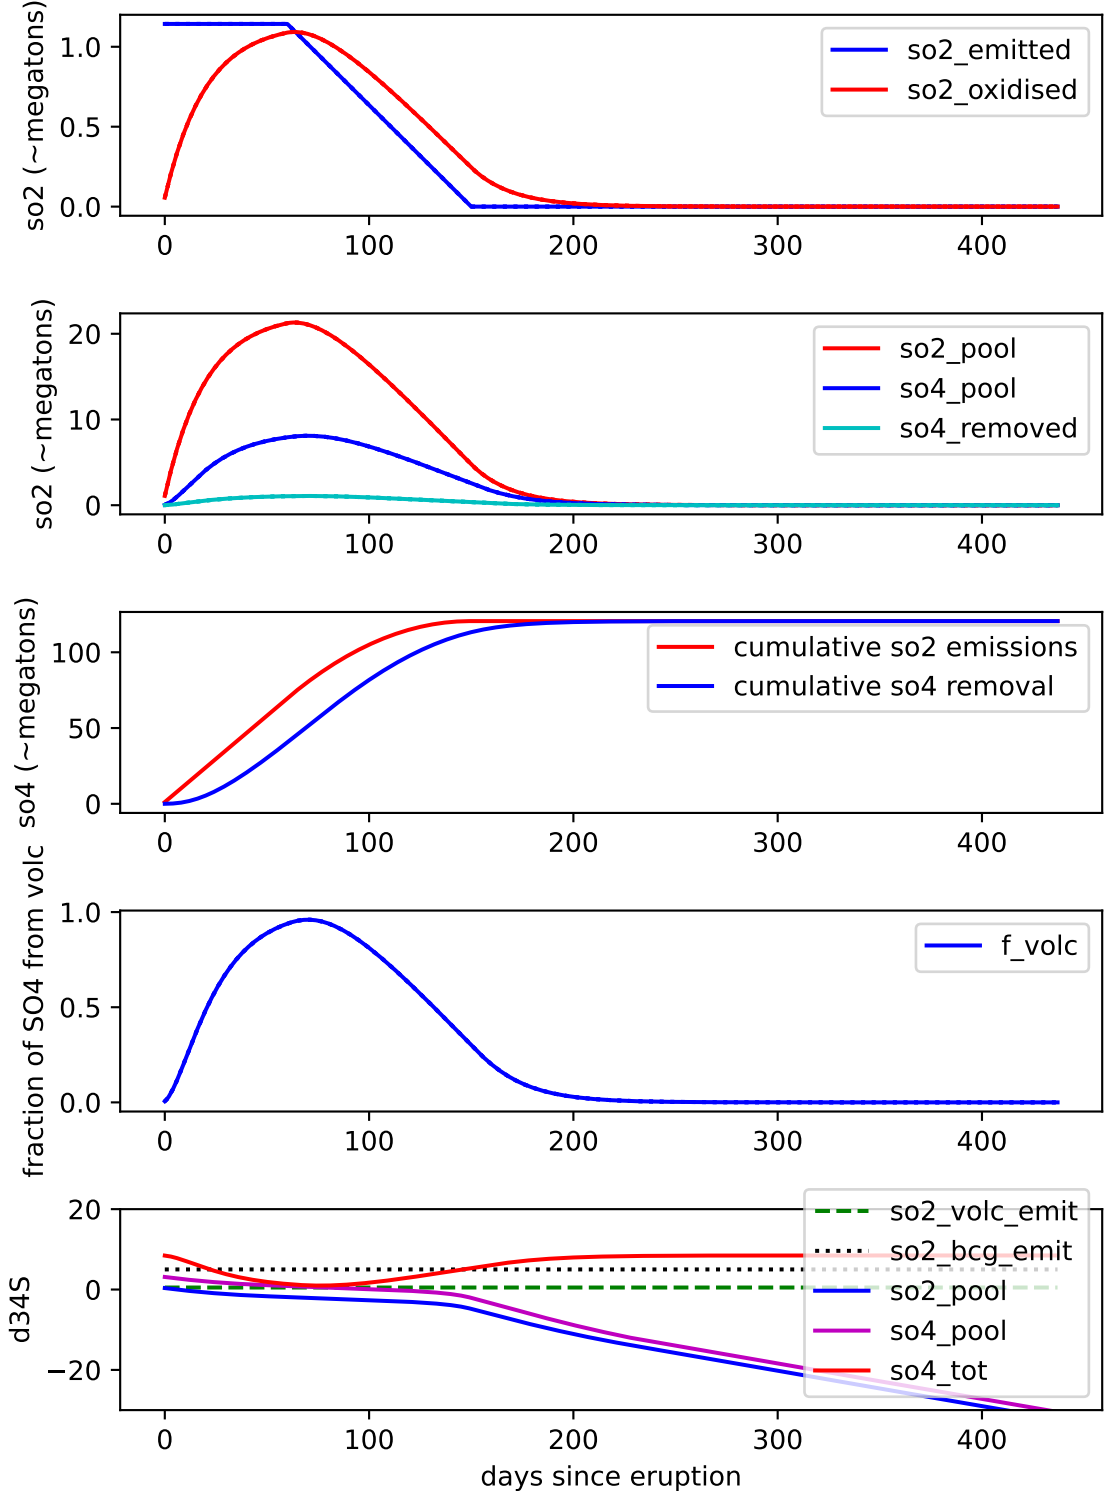 so2 (~megatons)
1.0
0.5
0.0
so2_emitted
so2_oxidised
0 100 200 300 400
so2 (~megatons)
20
10
0
so2_pool
so4_pool
so4_removed
0 100 200 300 400
so4 (~megatons)
100
50
0
cumulative so2 emissions
cumulative so4 removal
0 100 200 300 400
fraction of SO4 from volc
1.0
0.5
0.0
f_volc
0 100 200 300 400
d34S
20
0
−20
so2_volc_emit
so2_bcg_emit
so2_pool
so4_pool
so4_tot
0 100 200 300 400
days since eruption